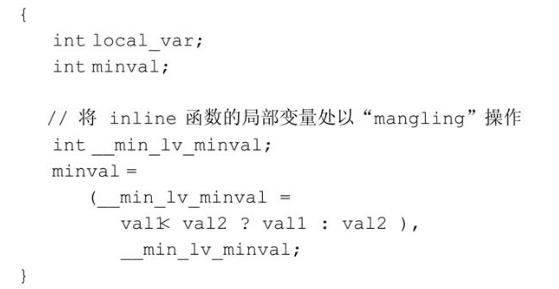 {
int local_var;
int minval;
// 将 inline 函数的局部变量处以“mangling”操作
int __min_lv_minval;
minval =
(__min_lv_minval =
val1< val2 ? val1 : val2 ),
__min_lv_minval;
}